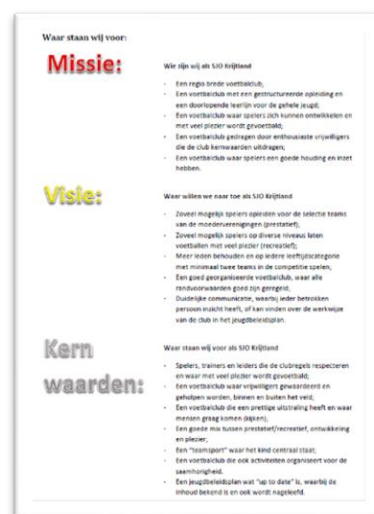 Waar staan wij voor:
Missie:
Wie zijn wij als SJO Krijtland
- Een regio brede voetbalclub;
- Een voetbalclub met een gestructureerde opleiding en
een doorlopende leerlijn voor de gehele jeugd;
- Een voetbalclub waar spelers zich kunnen ontwikkelen en
met veel plezier wordt gevoetbald;
- Een voetbalclub gedragen door enthousiaste vrijwilligers
die de club kernwaarden uitdragen;
- Een voetbalclub waar spelers een goede houding en inzet
hebben.
Visie:
Waar willen we naar toe als SJO Krijtland
- Zoveel mogelijk spelers opleiden voor de selectie teams
van de moederverenigingen (prestatief);
- Zoveel mogelijk spelers op diverse niveaus laten
voetballen met veel plezier (recreatief);
- Meer leden behouden en op iedere leeftijdscategorie
met minimaal twee teams in de competitie spelen;
- Een goed georganiseerde voetbalclub, waar alle
randvoorwaarden goed zijn geregeld;
- Duidelijke communicatie, waarbij ieder betrokken
persoon inzicht heeft, of kan vinden over de werkwijze
van de club in het jeugdbeleidsplan.
Kern
waarden:
Waar staan wij voor als SJO Krijtland
- Spelers, trainers en leiders die de clubregels respecteren
en waar met veel plezier wordt gevoetbald;
- Een voetbalclub waar vrijwilligers gewaardeerd en
geholpen worden, binnen en buiten het veld;
- Een voetbalclub die een prettige uitstraling heeft en waar
mensen graag komen (kijken);
- Een goede mix tussen prestatief/recreatief, ontwikkeling
en plezier;
- Een "teamsport" waar het kind centraal staat;
- Een voetbalclub die ook activiteiten organiseert voor de
saamhorigheid.
- Een jeugdbeleidsplan wat "up to date" is, waarbij de
inhoud bekend is en ook wordt nageleefd.